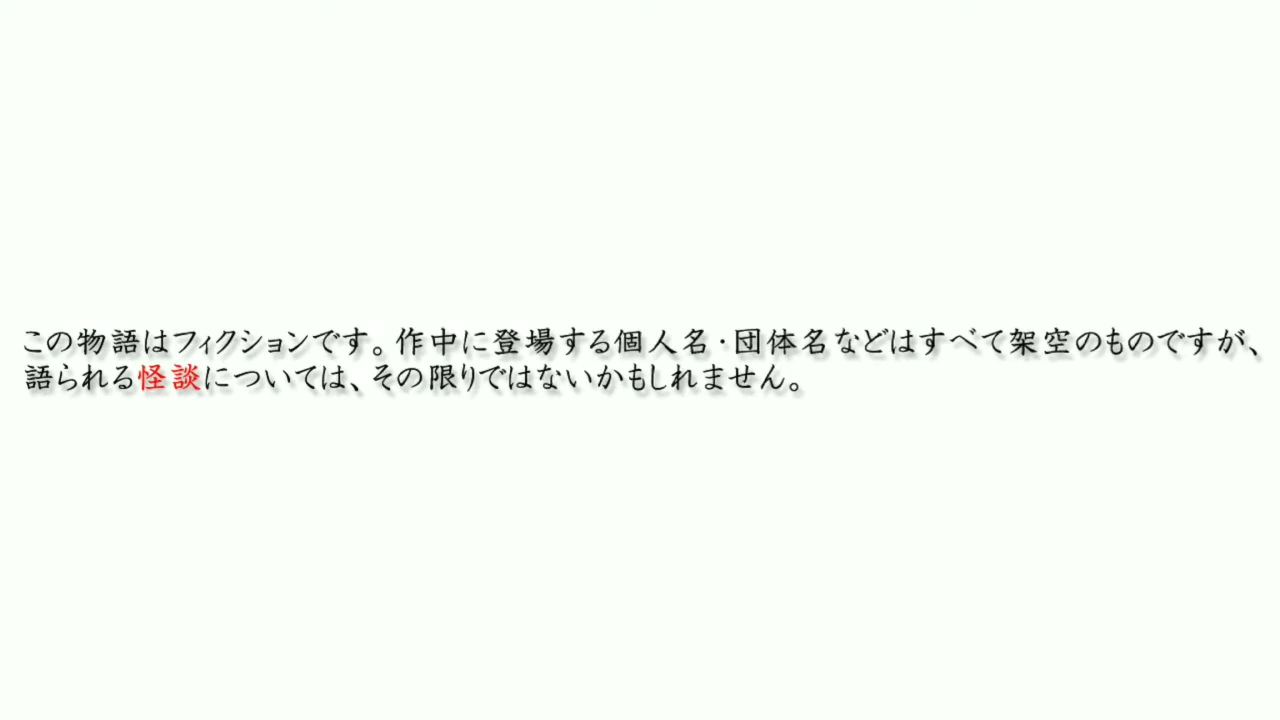 この物語はフィクションです。作中に登場する個人名・団体名などはすべて架空のものですが、
語られる怪談については、その限りではないかもしれません。